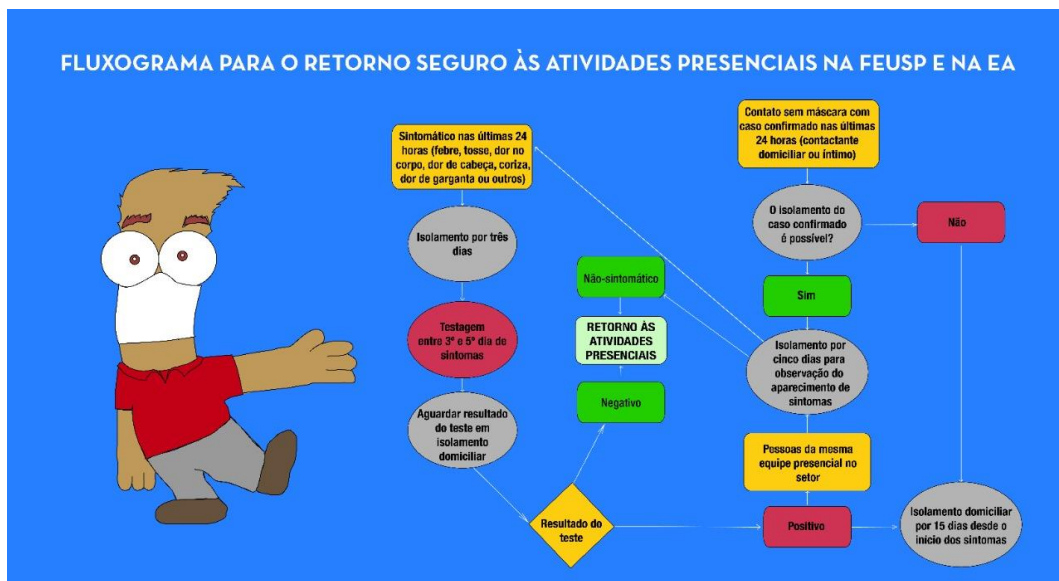 FLUXOGRAMA PARA O RETORNO SEGURO ÀS ATIVIDADES PRESENCIAIS NA FEUSP E NA EA
Sintomático nas últimas 24
horas (febre, tosse, dor no
corpo, dor de cabeça, coriza,
dor de garganta ou outros)
Isolamento por três
dias
Testagem
entre 3º e 5º dia de
sintomas
Aguardar resultado
do teste em
isolamento
domiciliar
Resultado do
teste
Não-sintomático
RETORNO ÀS
ATIVIDADES
PRESENCIAIS
Negativo
Contato sem máscara com
caso confirmado nas últimas
24 horas (contactante
domiciliar ou íntimo)
O isolamento do
caso confirmado
é possível?
Não
Sim
Isolamento por
cinco dias para
observação do
aparecimento de
sintomas
Pessoas da mesma
equipe presencial no
setor
Positivo
Isolamento domiciliar
por 15 dias desde o
início dos sintomas